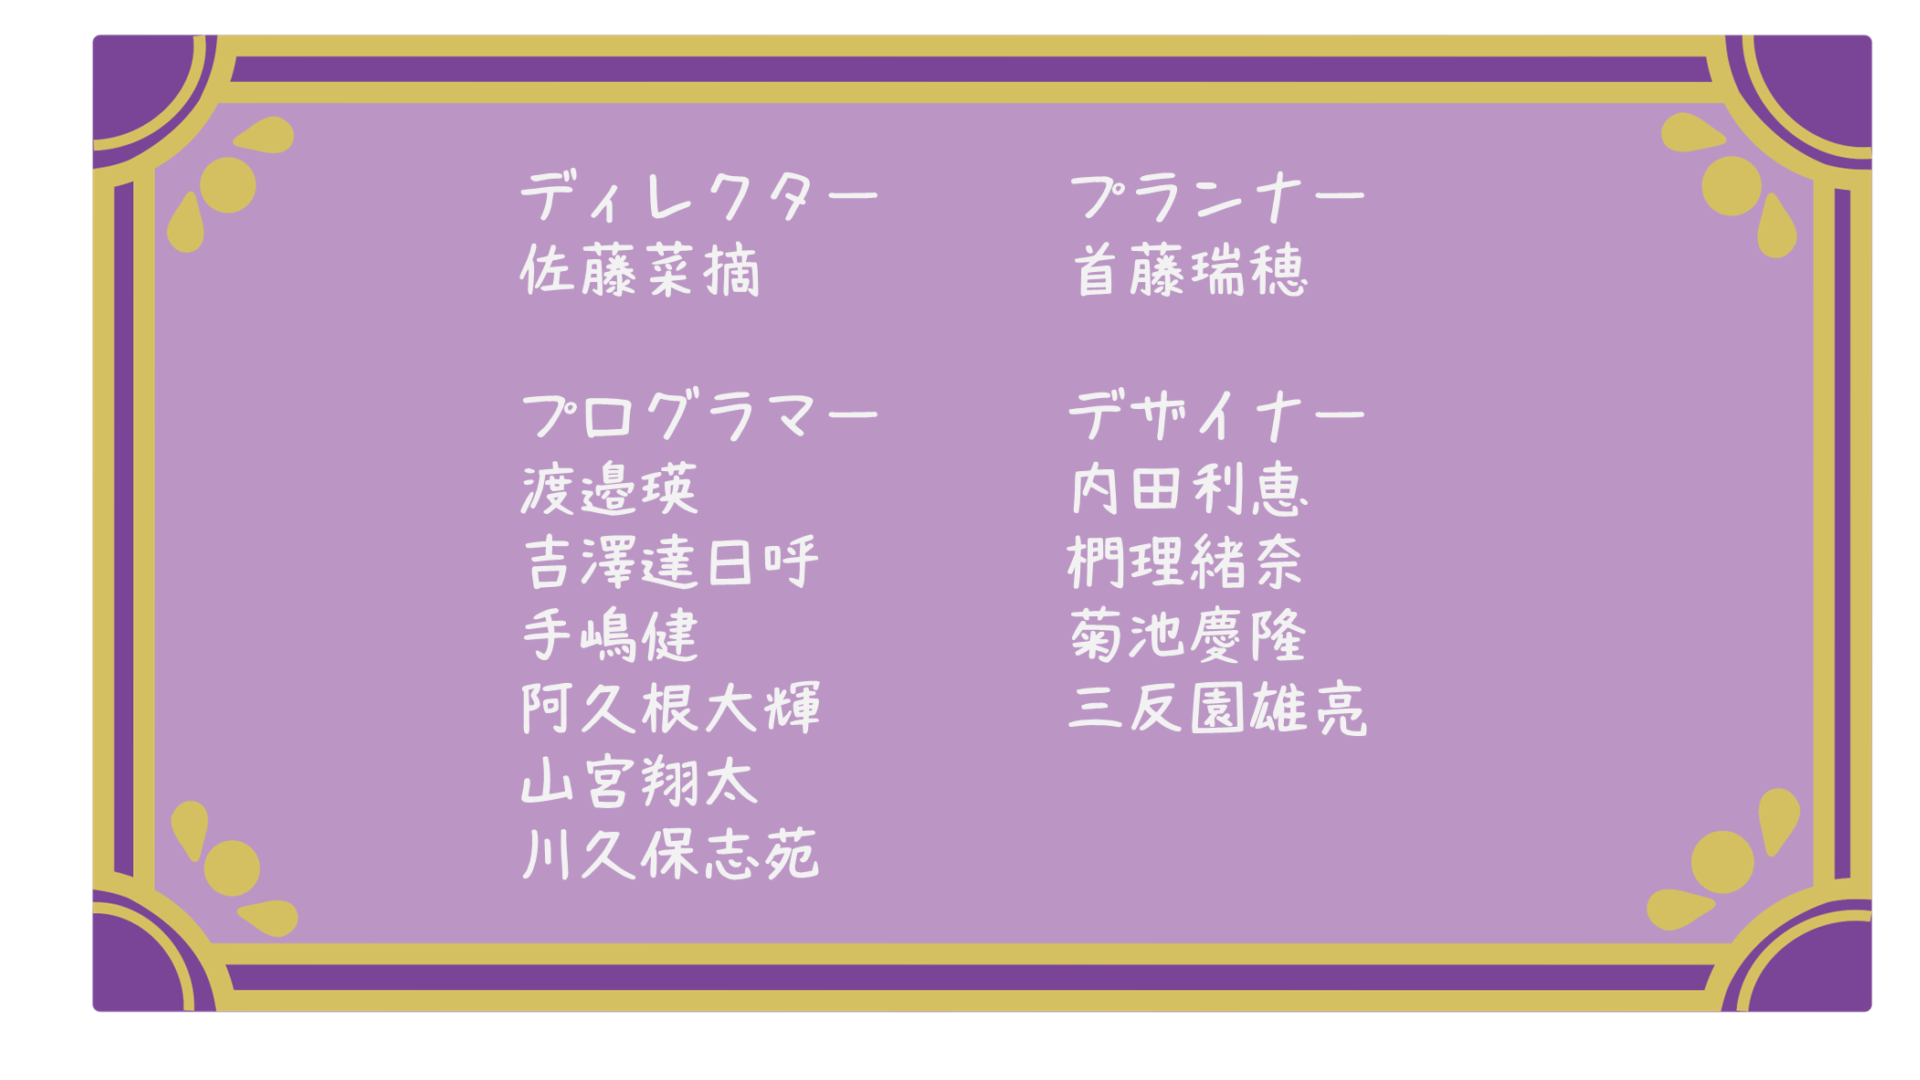 ディレクター
佐藤菜摘
プランナー
首藤瑞穂
プログラマー
渡邉瑛
吉澤達日呼
手嶋健
阿久根大輝
山宮翔太
川久保志苑
デザイナー
内田利恵
椚理緒奈
菊池慶隆
三反園雄亮